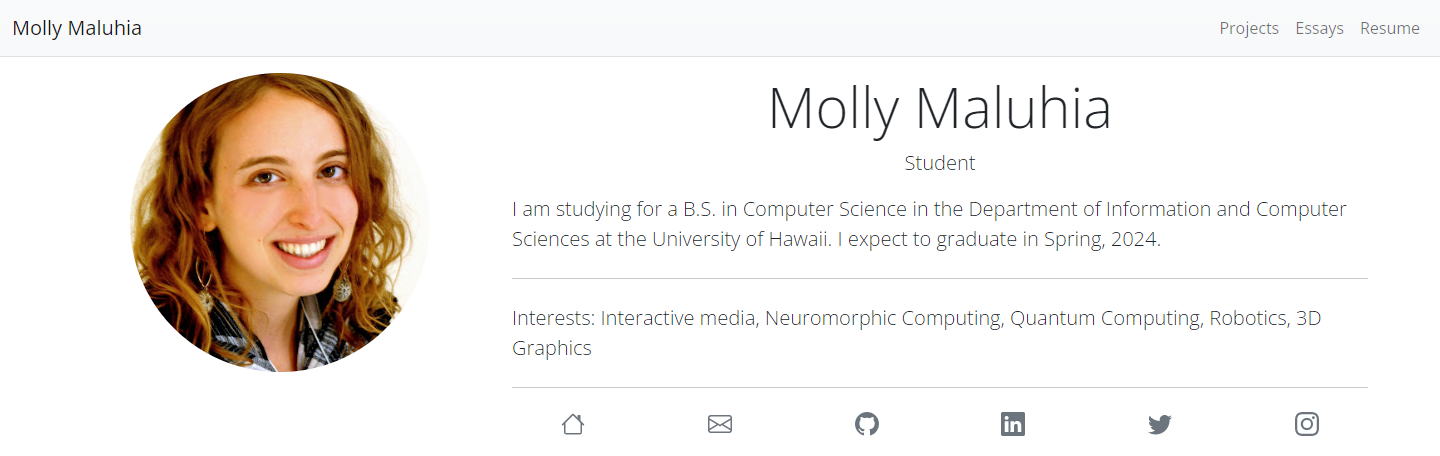 Molly Maluhia
Projects Essays Resume
Molly Maluhia
Student
I am studying for a B.S. in Computer Science in the Department of Information and Computer
Sciences at the University of Hawaii. I expect to graduate in Spring, 2024.
Interests: Interactive media, Neuromorphic Computing, Quantum Computing, Robotics, 3D
Graphics
in